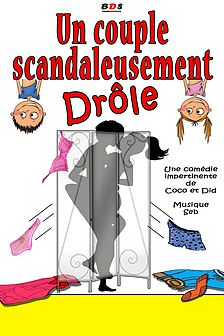 BDS
Un couple
scandaleusement
Drôle
Une comédie
impertinente
de
Coco et Did
Musique
Seb